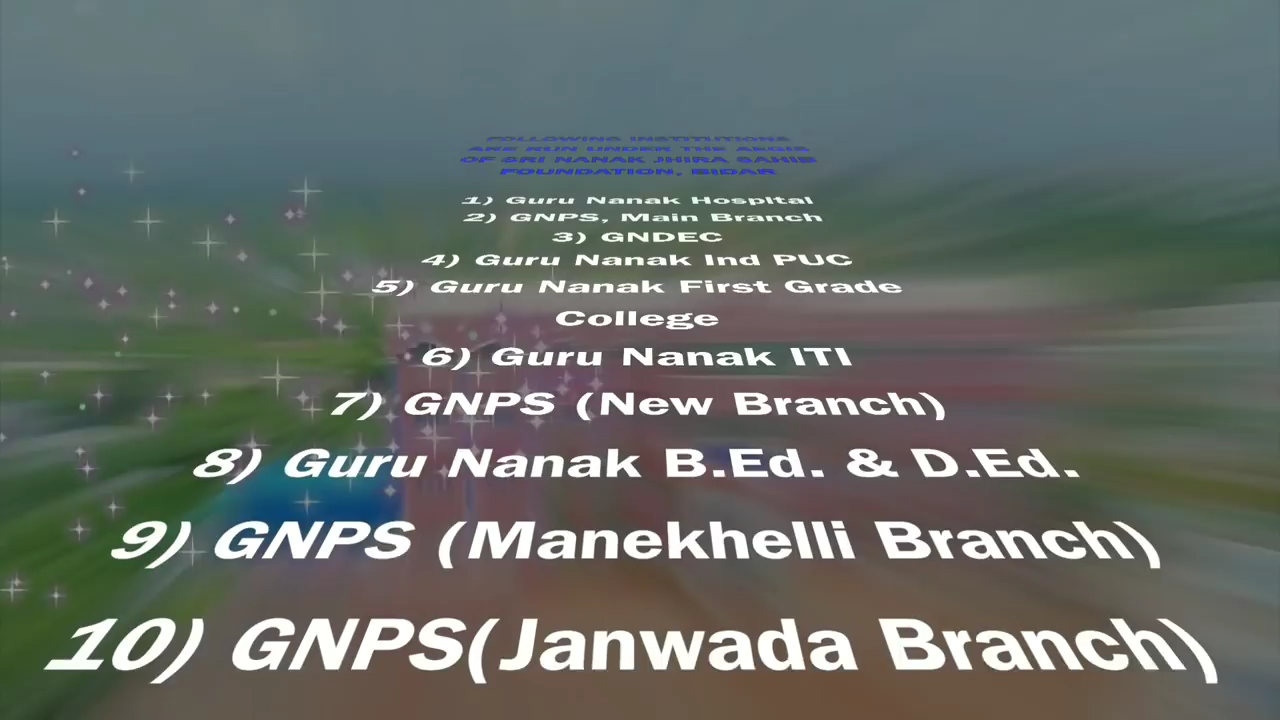 FOLLOWING INSTITUTIONS
ARE RUN UNDER THE AEGIS
OF SRI NANAK JHIRA SAHIB
FOUNDATION, BIDAR
1) Guru Nanak Hospital
2) GNPS, Main Branch
3) GNDEC
4) Guru Nanak Ind PUC
5) Guru Nanak First Grade
College
6) Guru Nanak ITI
7) GNPS (New Branch)
8) Guru Nanak B.Ed. & D.Ed.
9) GNPS (Manekhelli Branch)
10) GNPS(Janwada Branch)